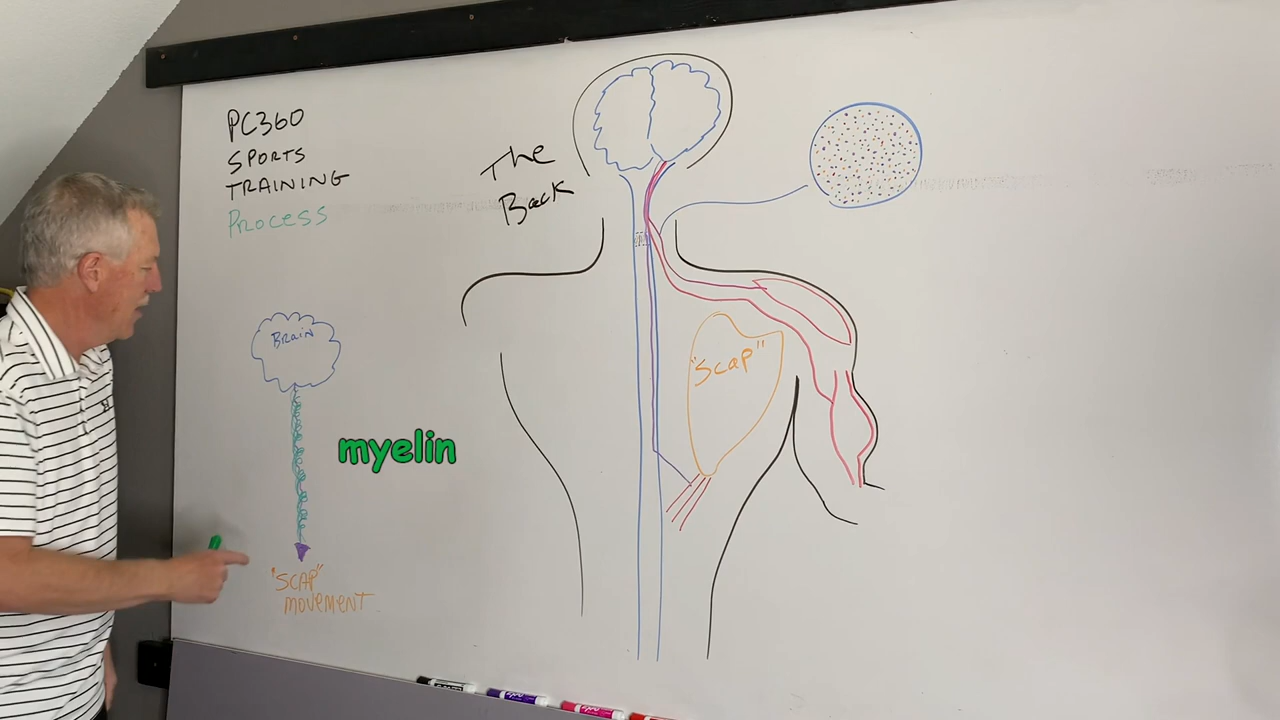 PC360
SPORTS
TRAINING
PROCESS
The
Back
BRAIN
"Scap"
myelin
"SCAP"
MOVEMENT